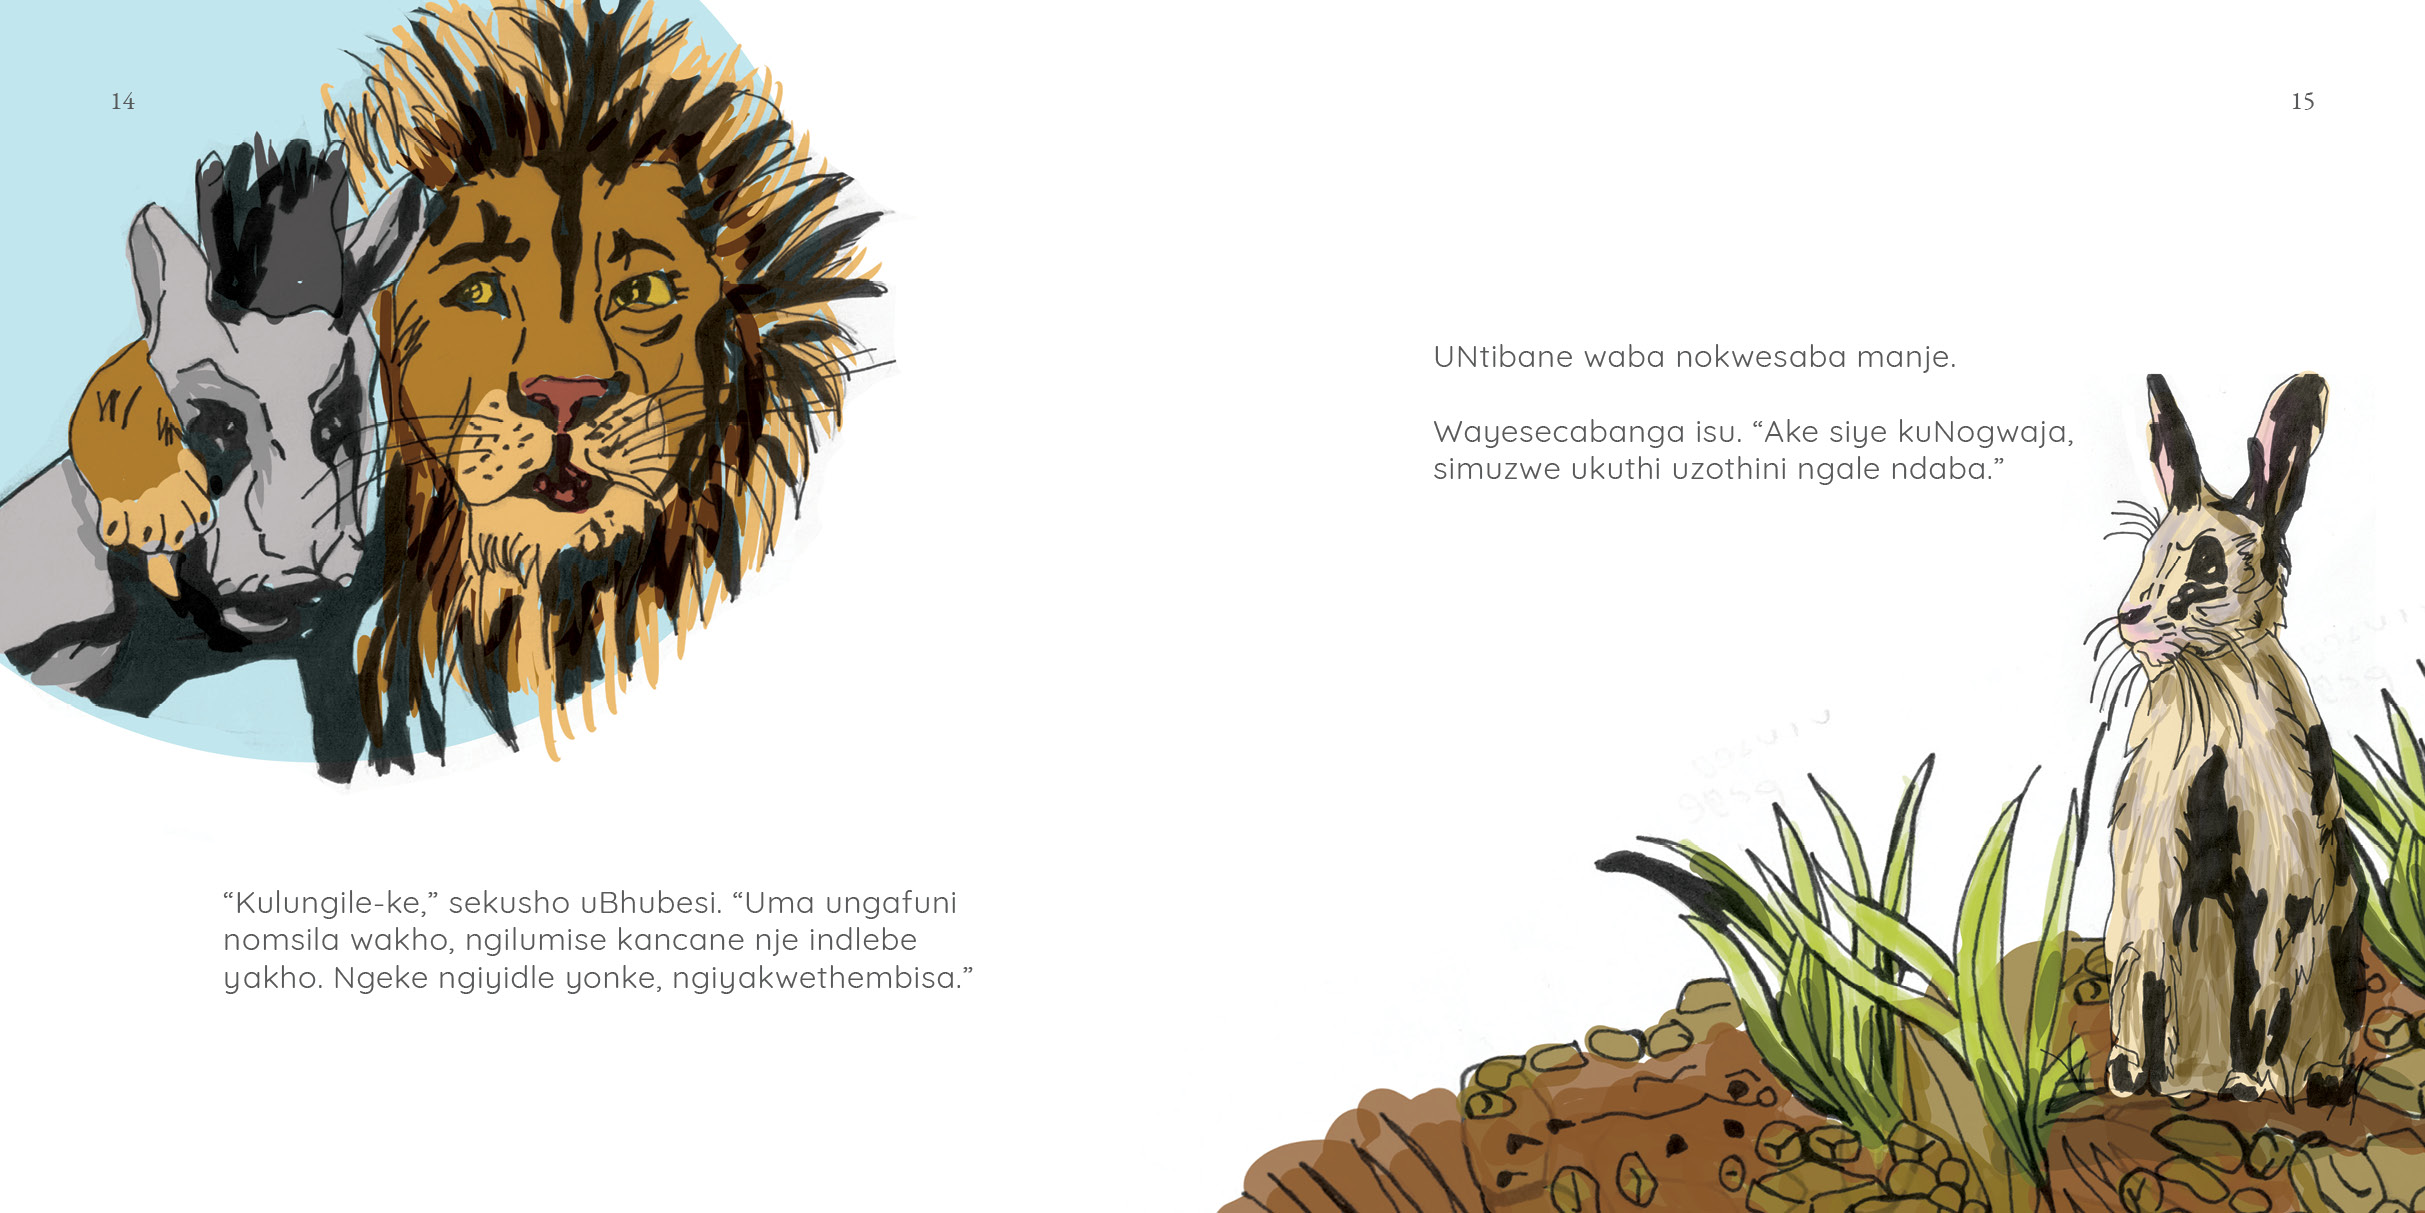 14
“Kulungile-ke,” sekusho uBhubesi. “Uma ungafuni
nomsila wakho, ngilumise kancane nje indlebe
yakho. Ngeke ngiyidle yonke, ngiyakwethembisa.”
15
UNtibane waba nokwesaba manje.
Wayesecabanga isu. “Ake siye kuNogwaja,
simuzwe ukuthi uzothini ngale ndaba.”